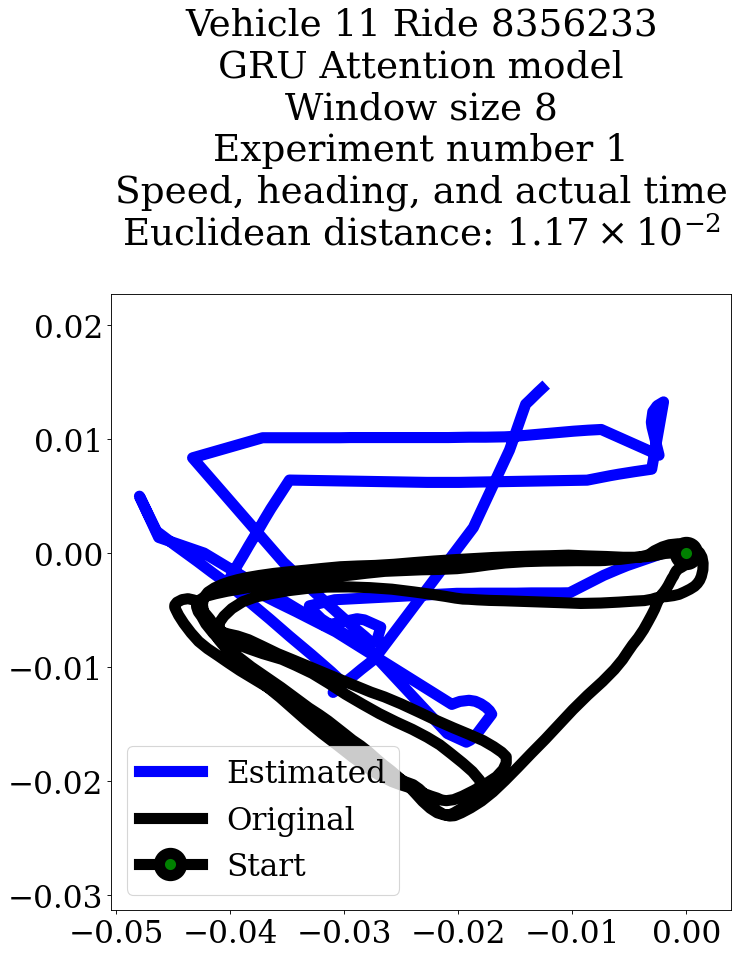 Vehicle 11 Ride 8356233
GRU Attention model
Window size 8
Experiment number 1
Speed, heading, and actual time
Euclidean distance: 1.17 × 10⁻²
0.02
0.01
0.00
−0.01
−0.02
−0.03
Estimated
Original
Start
−0.05 −0.04 −0.03 −0.02 −0.01 0.00